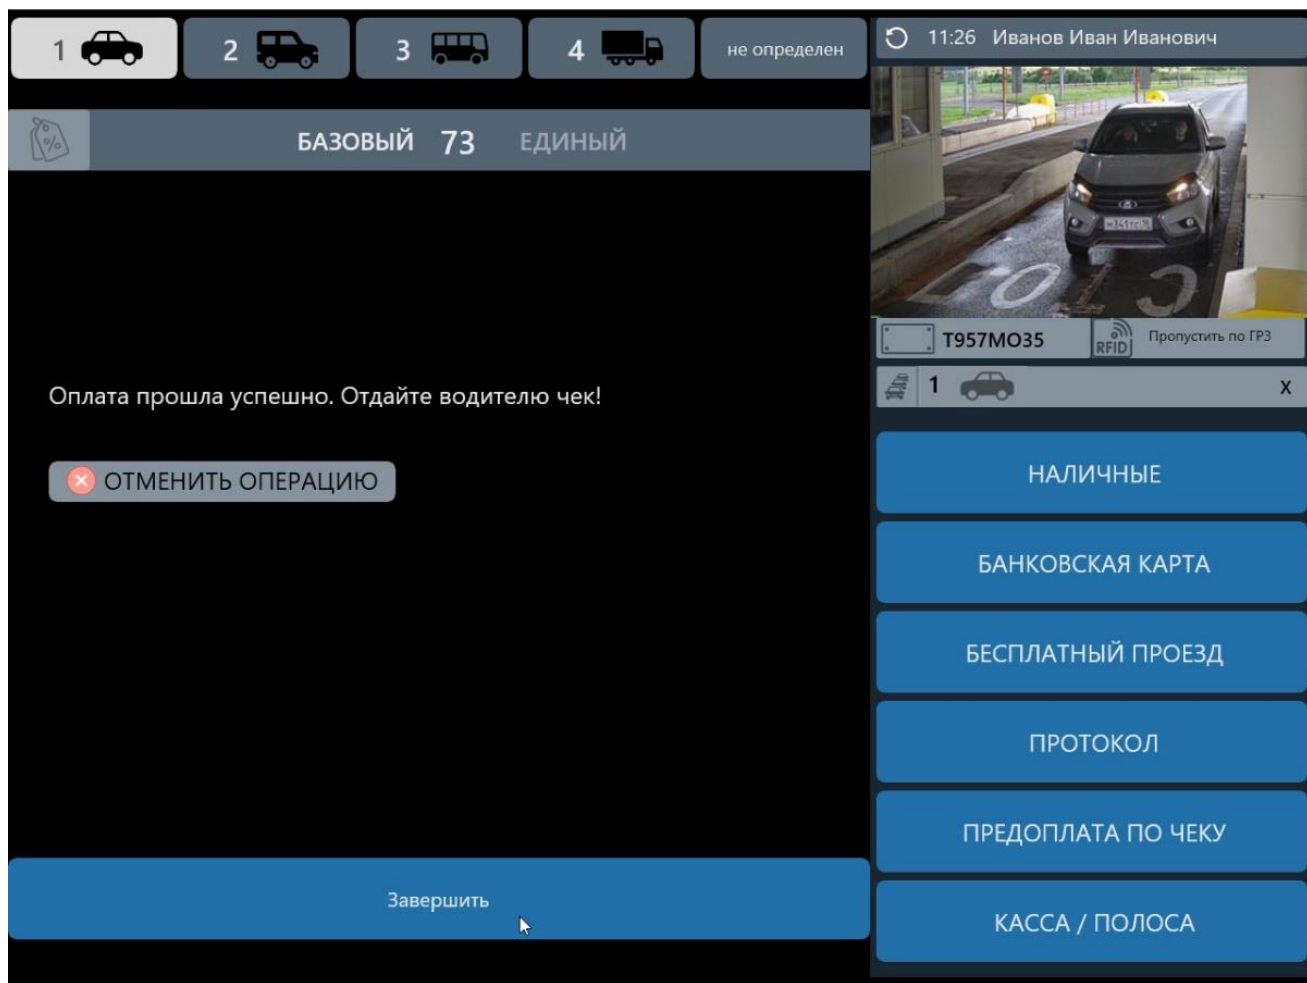 1
2
3
4
не определен
11:26 Иванов Иван Иванович
БАЗОВЫЙ 73 ЕДИНЫЙ
Т957МО35
RFID
Пропустить по ГРЗ
1
X
Оплата прошла успешно. Отдайте водителю чек!
ОТМЕНИТЬ ОПЕРАЦИЮ
НАЛИЧНЫЕ
БАНКОВСКАЯ КАРТА
БЕСПЛАТНЫЙ ПРОЕЗД
ПРОТОКОЛ
ПРЕДОПЛАТА ПО ЧЕКУ
КАССА / ПОЛОСА
Завершить